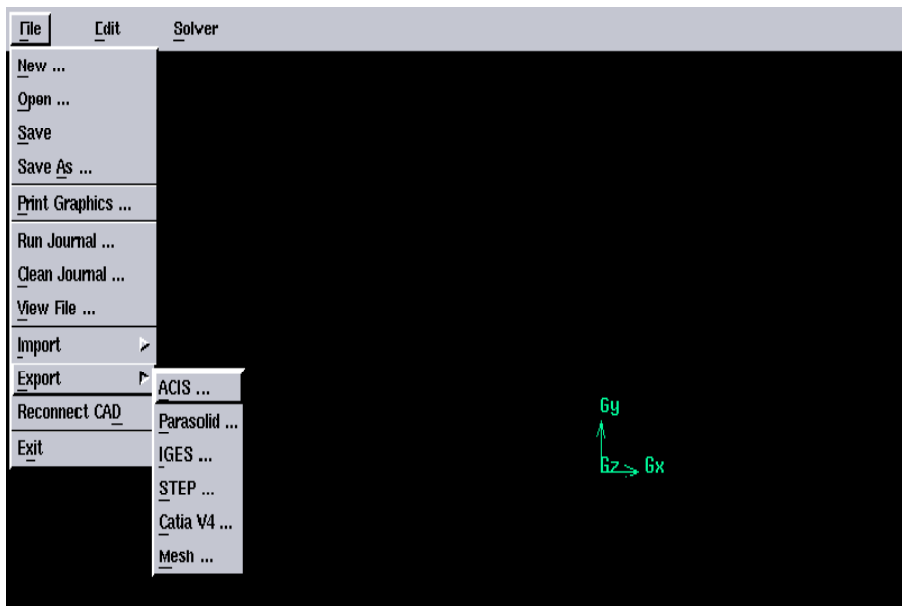 File Edit Solver
New ...
Open ...
Save
Save As ...
Print Graphics ...
Run Journal ...
Clean Journal ...
View File ...
Import
Export
Reconnect CAD
Exit
ACIS ...
Parasolid ...
IGES ...
STEP ...
Catia V4 ...
Mesh ...
Gy
Gz Gx